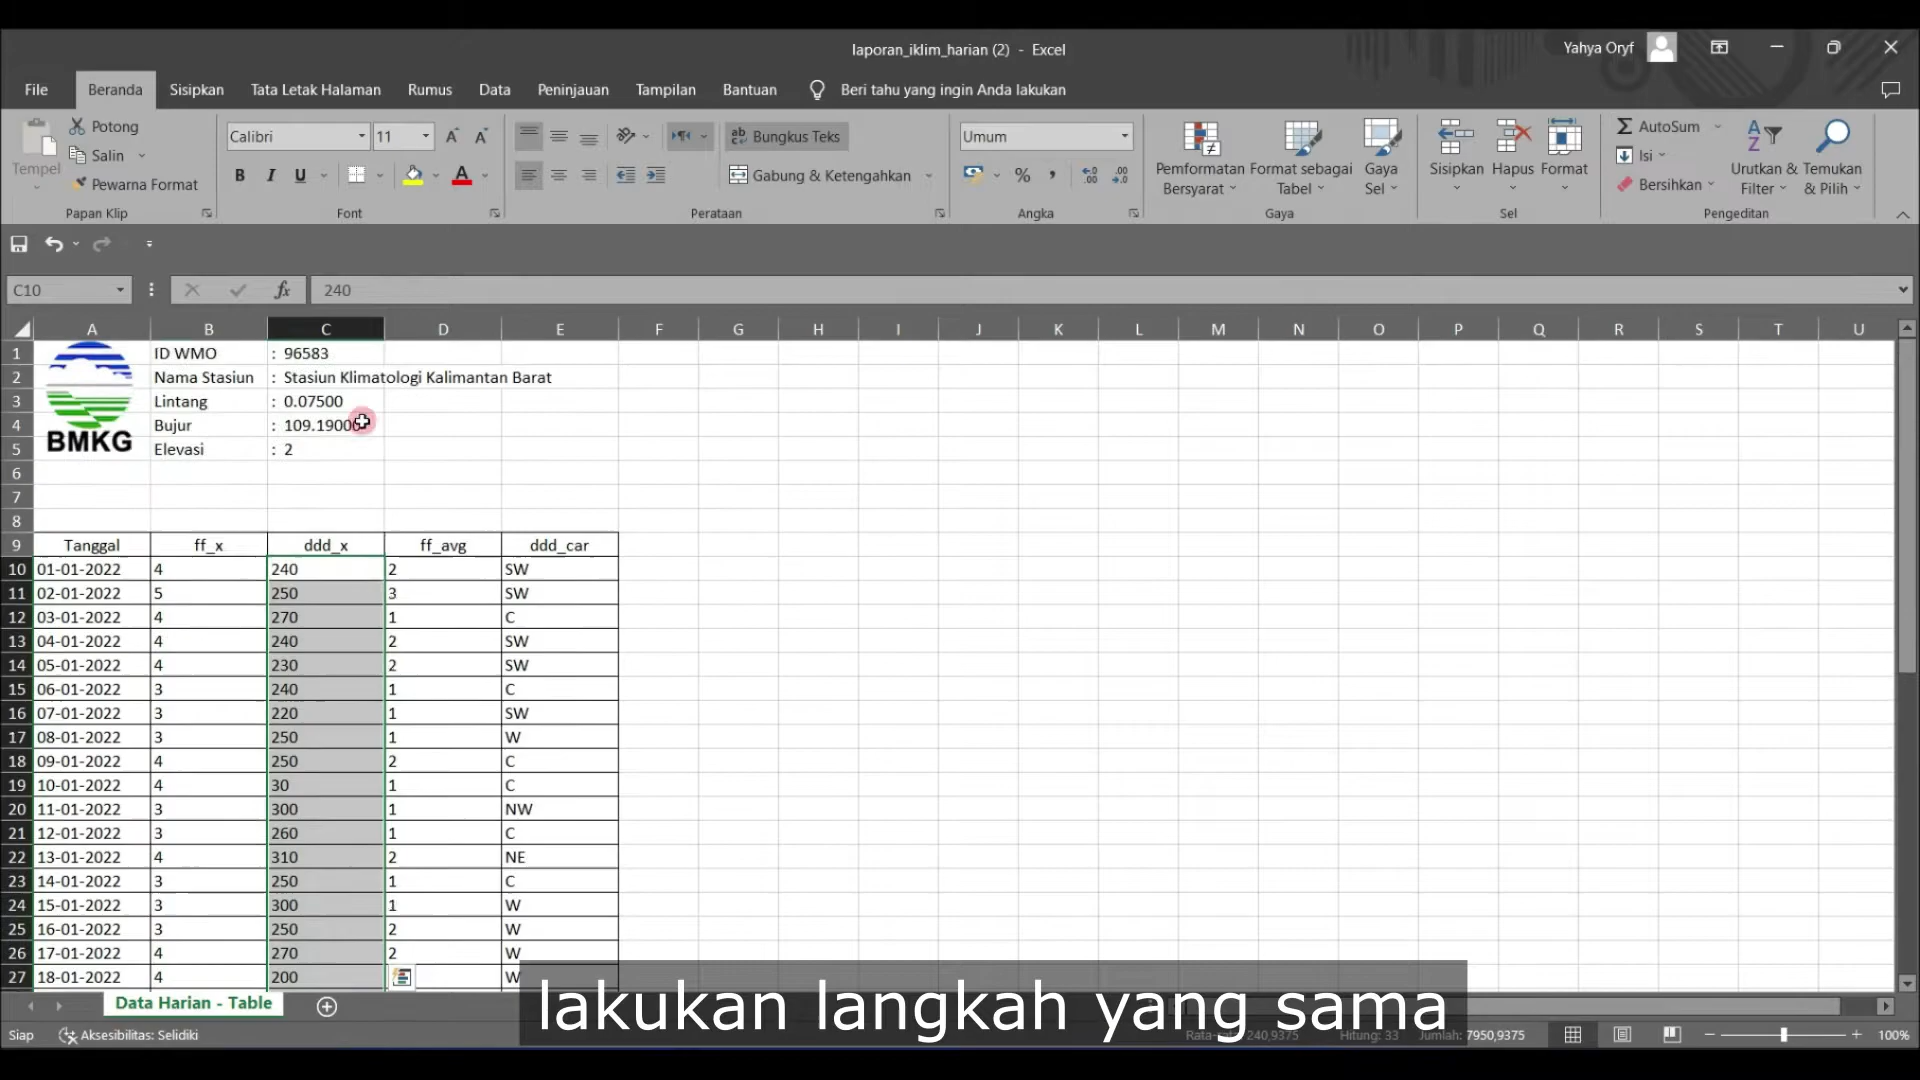 laporan_iklim_harian (2) - Excel
Yahya Oryf
File Beranda Sisipkan Tata Letak Halaman Rumus Data Peninjauan Tampilan Bantuan Beri tahu yang ingin Anda lakukan
Tempel
Potong
Salin
Pewarna Format
Papan Klip
Calibri 11
B I U
Font
Bungkus Teks
Gabung & Ketengahkan
Perataan
Umum
Angka
Pemformatan Bersyarat
Format sebagai Tabel
Gaya Sel
Gaya
Sisipkan Hapus Format
Sel
AutoSum
Isi
Bersihkan
Urutkan & Filter
Temukan & Pilih
Pengeditan
C10 fx 240
A B C D E F G H I J K L M N O P Q R S T U
1 ID WMO : 96583
2 Nama Stasiun : Stasiun Klimatologi Kalimantan Barat
3 Lintang : 0.07500
4 Bujur : 109.19000
5 Elevasi : 2
BMKG
6
7
8
9 Tanggal ff_x ddd_x ff_avg ddd_car
10 01-01-2022 4 240 2 SW
11 02-01-2022 5 250 3 SW
12 03-01-2022 4 270 1 C
13 04-01-2022 4 240 2 SW
14 05-01-2022 4 230 2 SW
15 06-01-2022 3 240 1 C
16 07-01-2022 3 220 1 SW
17 08-01-2022 3 250 1 W
18 09-01-2022 4 250 2 C
19 10-01-2022 4 30 1 C
20 11-01-2022 3 300 1 NW
21 12-01-2022 3 260 1 C
22 13-01-2022 4 310 2 NE
23 14-01-2022 3 250 1 C
24 15-01-2022 3 300 1 W
25 16-01-2022 3 250 2 W
26 17-01-2022 4 270 2 W
27 18-01-2022 4 200 W
Data Harian - Table
lakukan langkah yang sama
Siap Aksesibilitas: Selidiki Hitung: 33 Jumlah: 7950,9375 100%